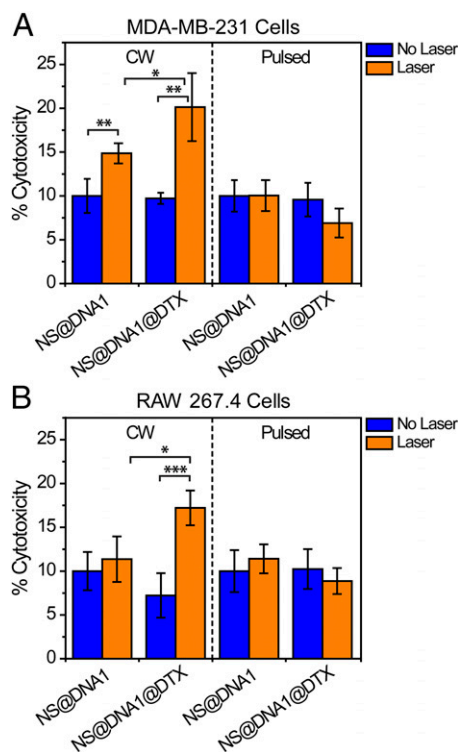 A
MDA-MB-231 Cells
CW
Pulsed
No Laser
Laser
% Cytotoxicity
25
20
15
10
5
0
*
**
**
NS@DNA1
NS@DNA1@DTX
NS@DNA1
NS@DNA1@DTX
B
RAW 267.4 Cells
CW
Pulsed
No Laser
Laser
% Cytotoxicity
25
20
15
10
5
0
*
***
NS@DNA1
NS@DNA1@DTX
NS@DNA1
NS@DNA1@DTX